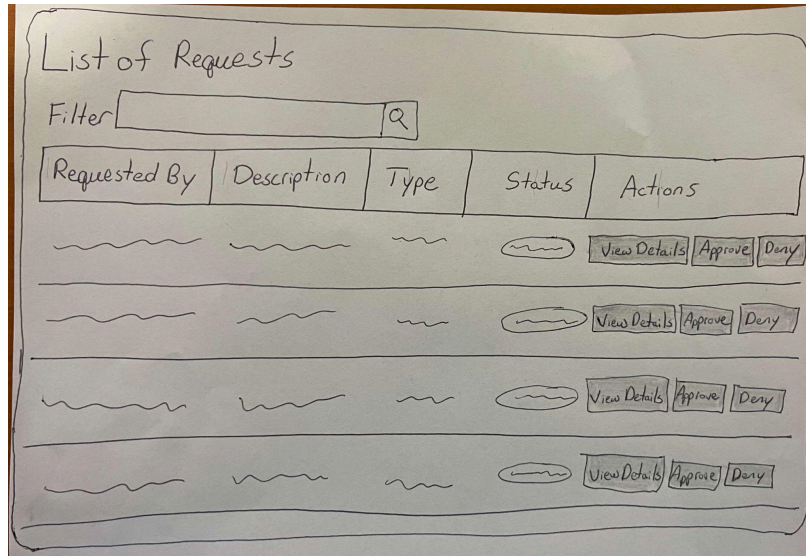 List of Requests
Filter
Requested By Description Type Status Actions
View Details Approve Deny
View Details Approve Deny
View Details Approve Deny
View Details Approve Deny